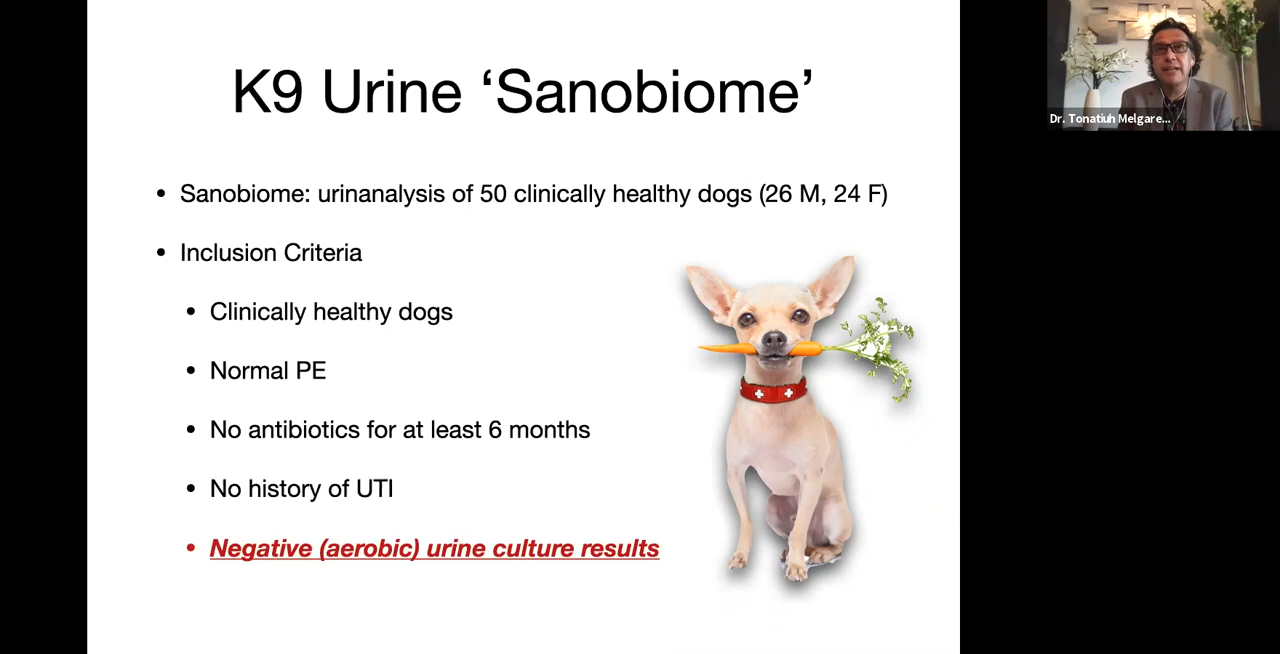 K9 Urine ‘Sanobiome’
• Sanobiome: urinanalysis of 50 clinically healthy dogs (26 M, 24 F)
• Inclusion Criteria
• Clinically healthy dogs
• Normal PE
• No antibiotics for at least 6 months
• No history of UTI
• Negative (aerobic) urine culture results
Dr. Tonatiuh Melgare...